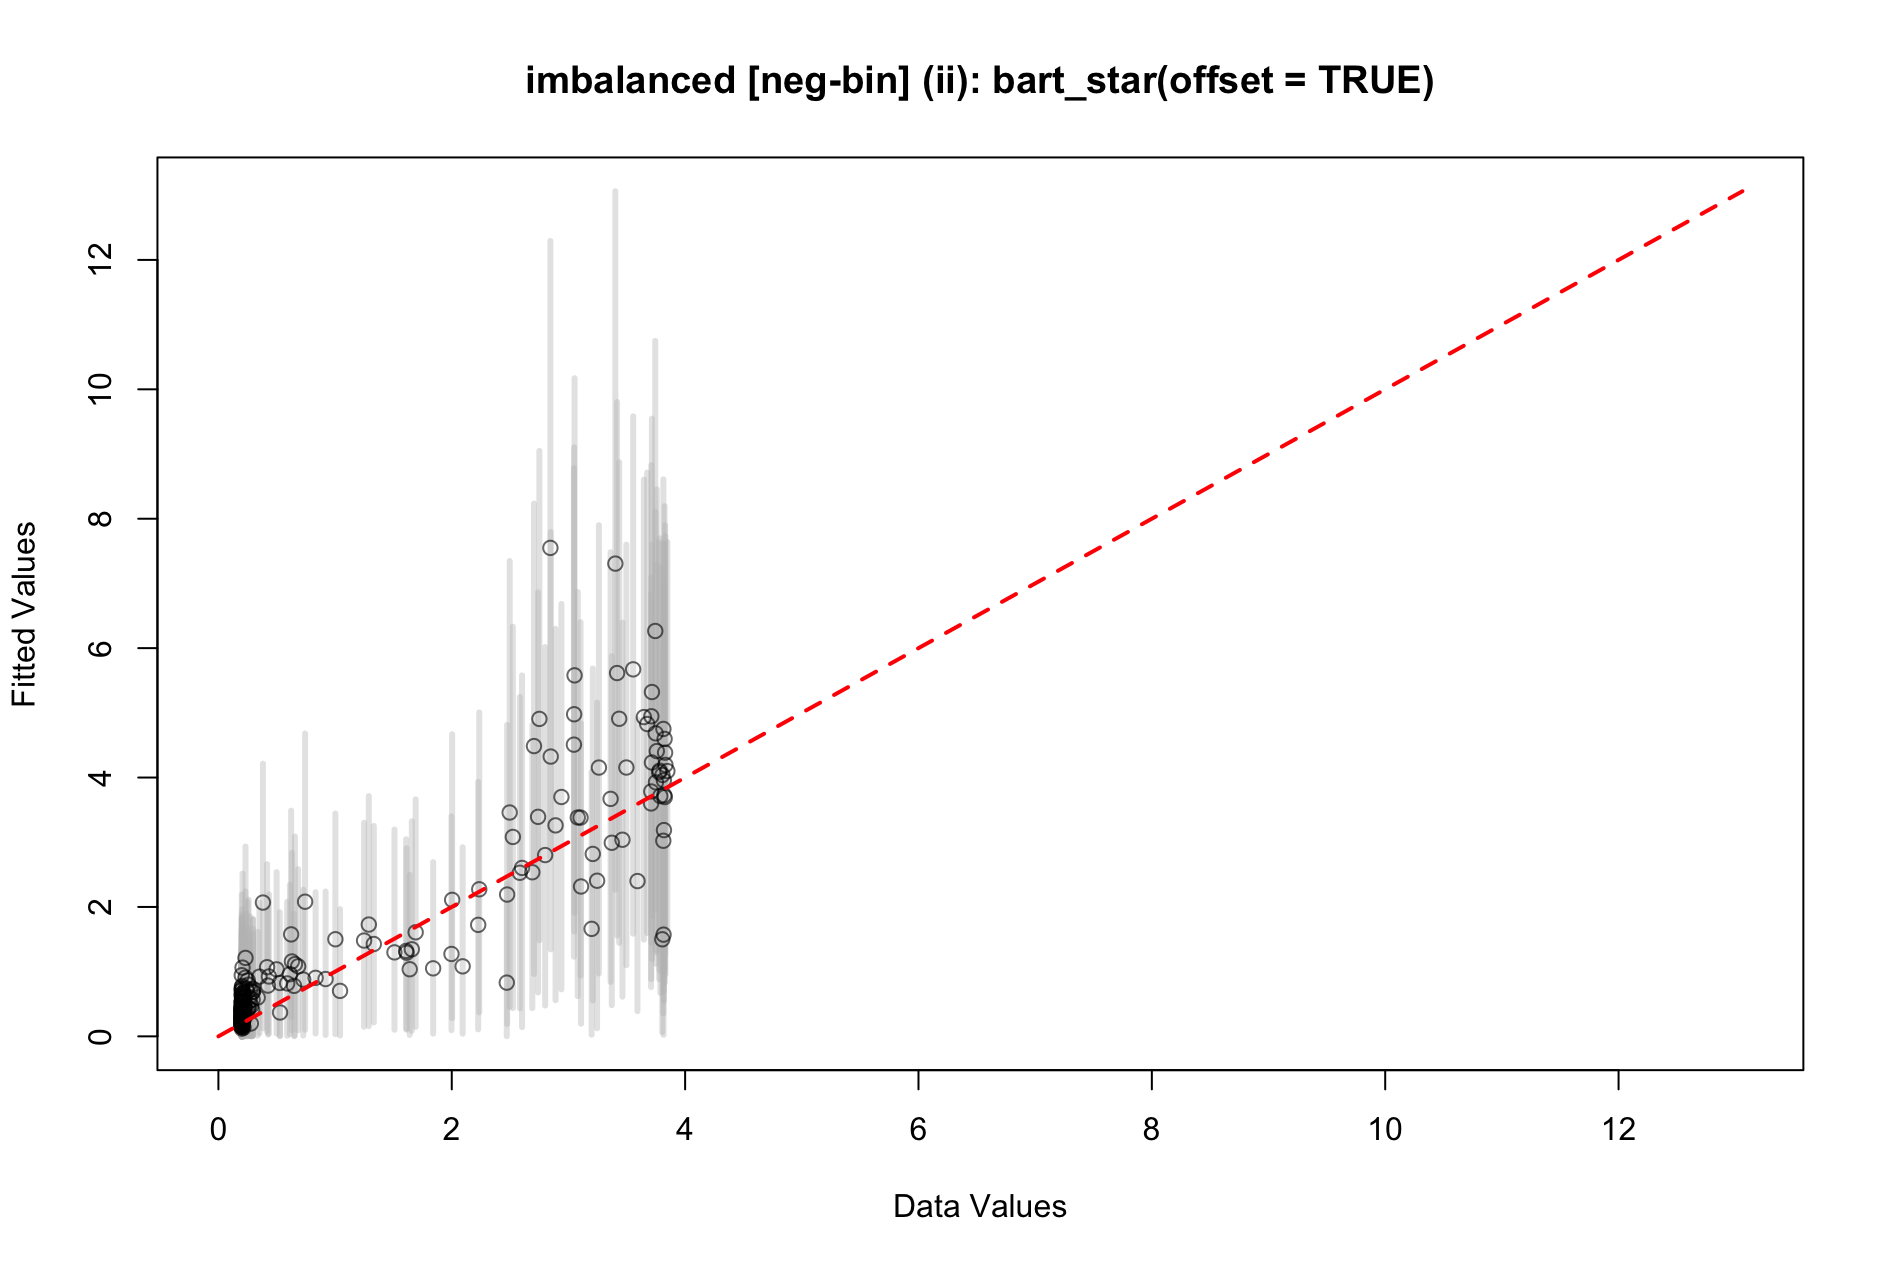 imbalanced [neg-bin] (ii): bart_star(offset = TRUE)
Fitted Values
12
10
8
6
4
2
0
0 2 4 6 8 10 12
Data Values